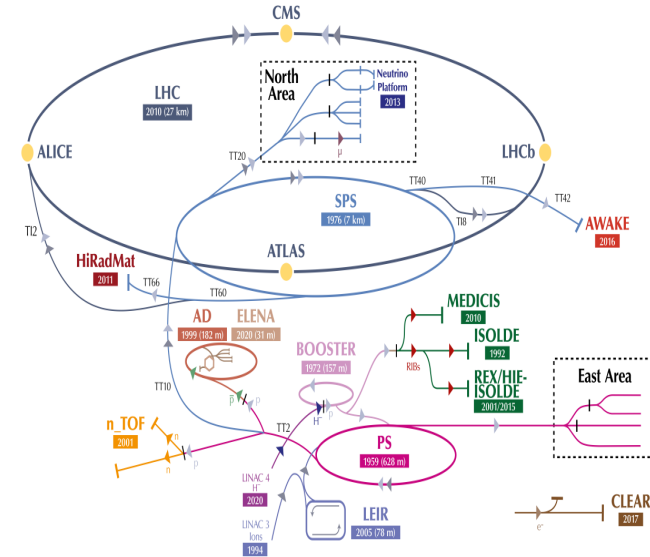 CMS
North
Area
Neutrino
Platform
2013
LHC
2010 (27 km)
μ
ALICE
LHCb
TT20
TT40
TT41
TT42
SPS
1976 (7 km)
TI8
AWAKE
2016
TI2
ATLAS
HiRadMat
2011
TT66
TT60
MEDICIS
2010
AD
1999 (182 m)
ELENA
2020 (31 m)
ISOLDE
1992
BOOSTER
1972 (157 m)
RIBs
REX/HIE-
ISOLDE
2001/2015
East Area
TT10
p̅
p
H⁻
p
TT2
n_TOF
2001
n
n
p
PS
1959 (628 m)
LINAC 4
H⁻
2020
LINAC 3
Ions
1994
LEIR
2005 (78 m)
CLEAR
2017
e⁻